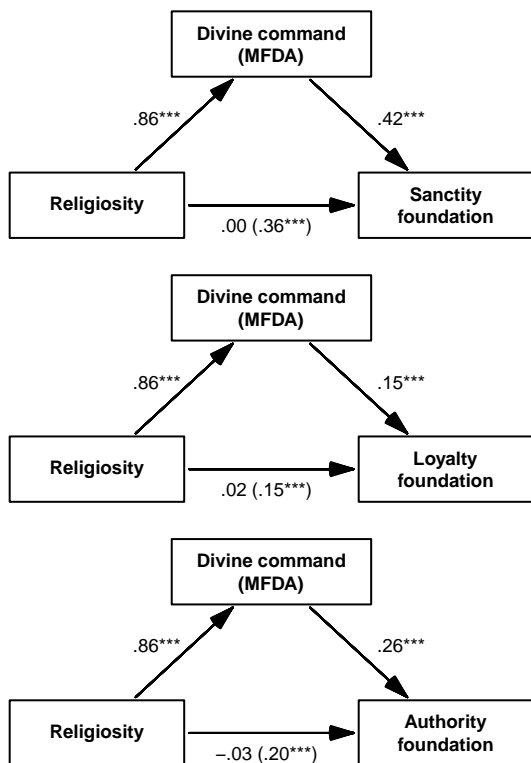 Divine command
(MFDA)
.86***
.42***
Religiosity
Sanctity
foundation
.00 (.36***)
Divine command
(MFDA)
.86***
.15***
Religiosity
Loyalty
foundation
.02 (.15***)
Divine command
(MFDA)
.86***
.26***
Religiosity
Authority
foundation
–.03 (.20***)